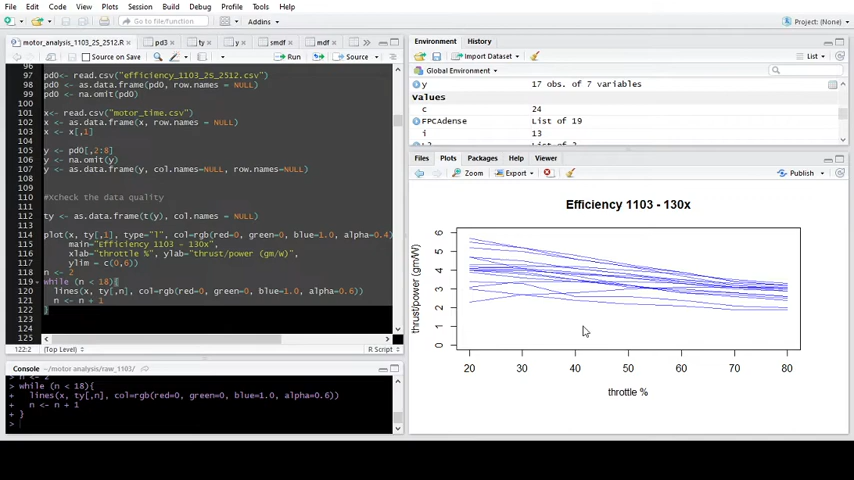 File Edit Code View Plots Session Build Debug Profile Tools Help
Go to file/function
Addins
Project: (None)
motor_analysis_1103_2S_2512.R
pd3
ty
y
smdf
mdf
Source on Save
Run
Source
96
97 pd0<- read.csv("efficiency_1103_2S_2512.csv")
98 pd0 <- as.data.frame(pd0, row.names = NULL)
99 pd0 <- na.omit(pd0)
100
101 x<- read.csv("motor_time.csv")
102 x <- as.data.frame(x, row.names = NULL)
103 x <- x[,1]
104
105 y <- pd0[,2:8]
106 y <- na.omit(y)
107 y <- as.data.frame(y, col.names=NULL, row.names=NULL)
108
109
110 #Xcheck the data quality
111
112 ty <- as.data.frame(t(y), col.names = NULL)
113
114 plot(x, ty[,1], type="l", col=rgb(red=0, green=0, blue=1.0, alpha=0.4)
115 main="Efficiency 1103 - 130x",
116 xlab="throttle %", ylab="thrust/power (gm/W)",
117 ylim = c(0,6))
118 n <- 2
119 while (n < 18){
120 lines(x, ty[,n], col=rgb(red=0, green=0, blue=1.0, alpha=0.6))
121 n <- n + 1
122 }
123
124
125
122:2 (Top Level) R Script
Console ~/motor analysis/raw_1103/
> n <- 2
> while (n < 18){
+ lines(x, ty[,n], col=rgb(red=0, green=0, blue=1.0, alpha=0.6))
+ n <- n + 1
+ }
>
Environment History
Import Dataset
List
Global Environment
y 17 obs. of 7 variables
Values
c 24
FPCAdense List of 19
i 13
Files Plots Packages Help Viewer
Zoom Export Publish
Efficiency 1103 - 130x
thrust/power (gm/W)
6
5
4
3
2
1
0
20 30 40 50 60 70 80
throttle %